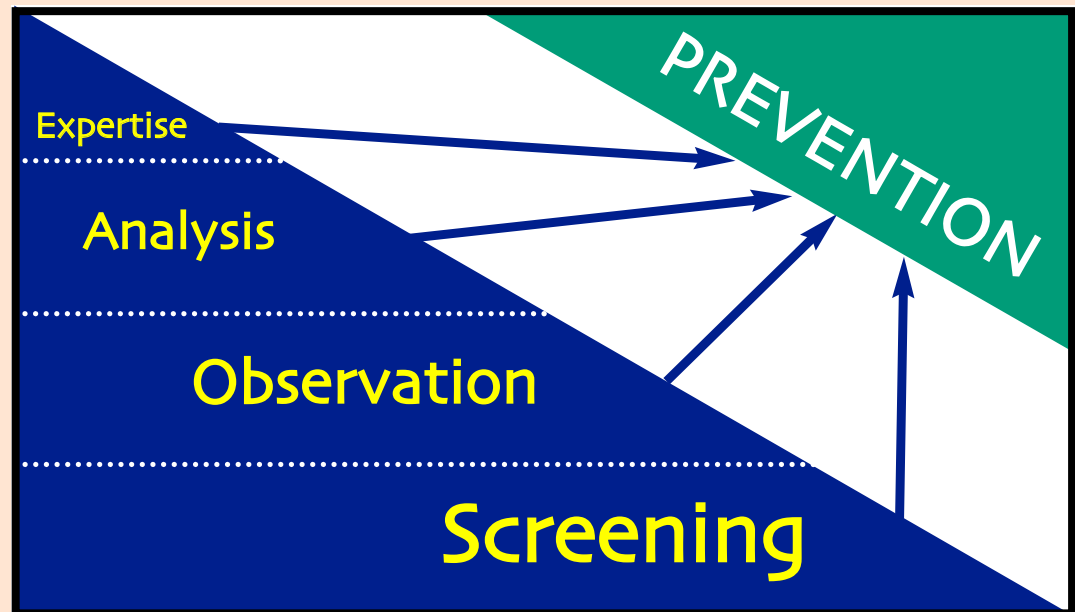 PREVENTION
Expertise
Analysis
Observation
Screening